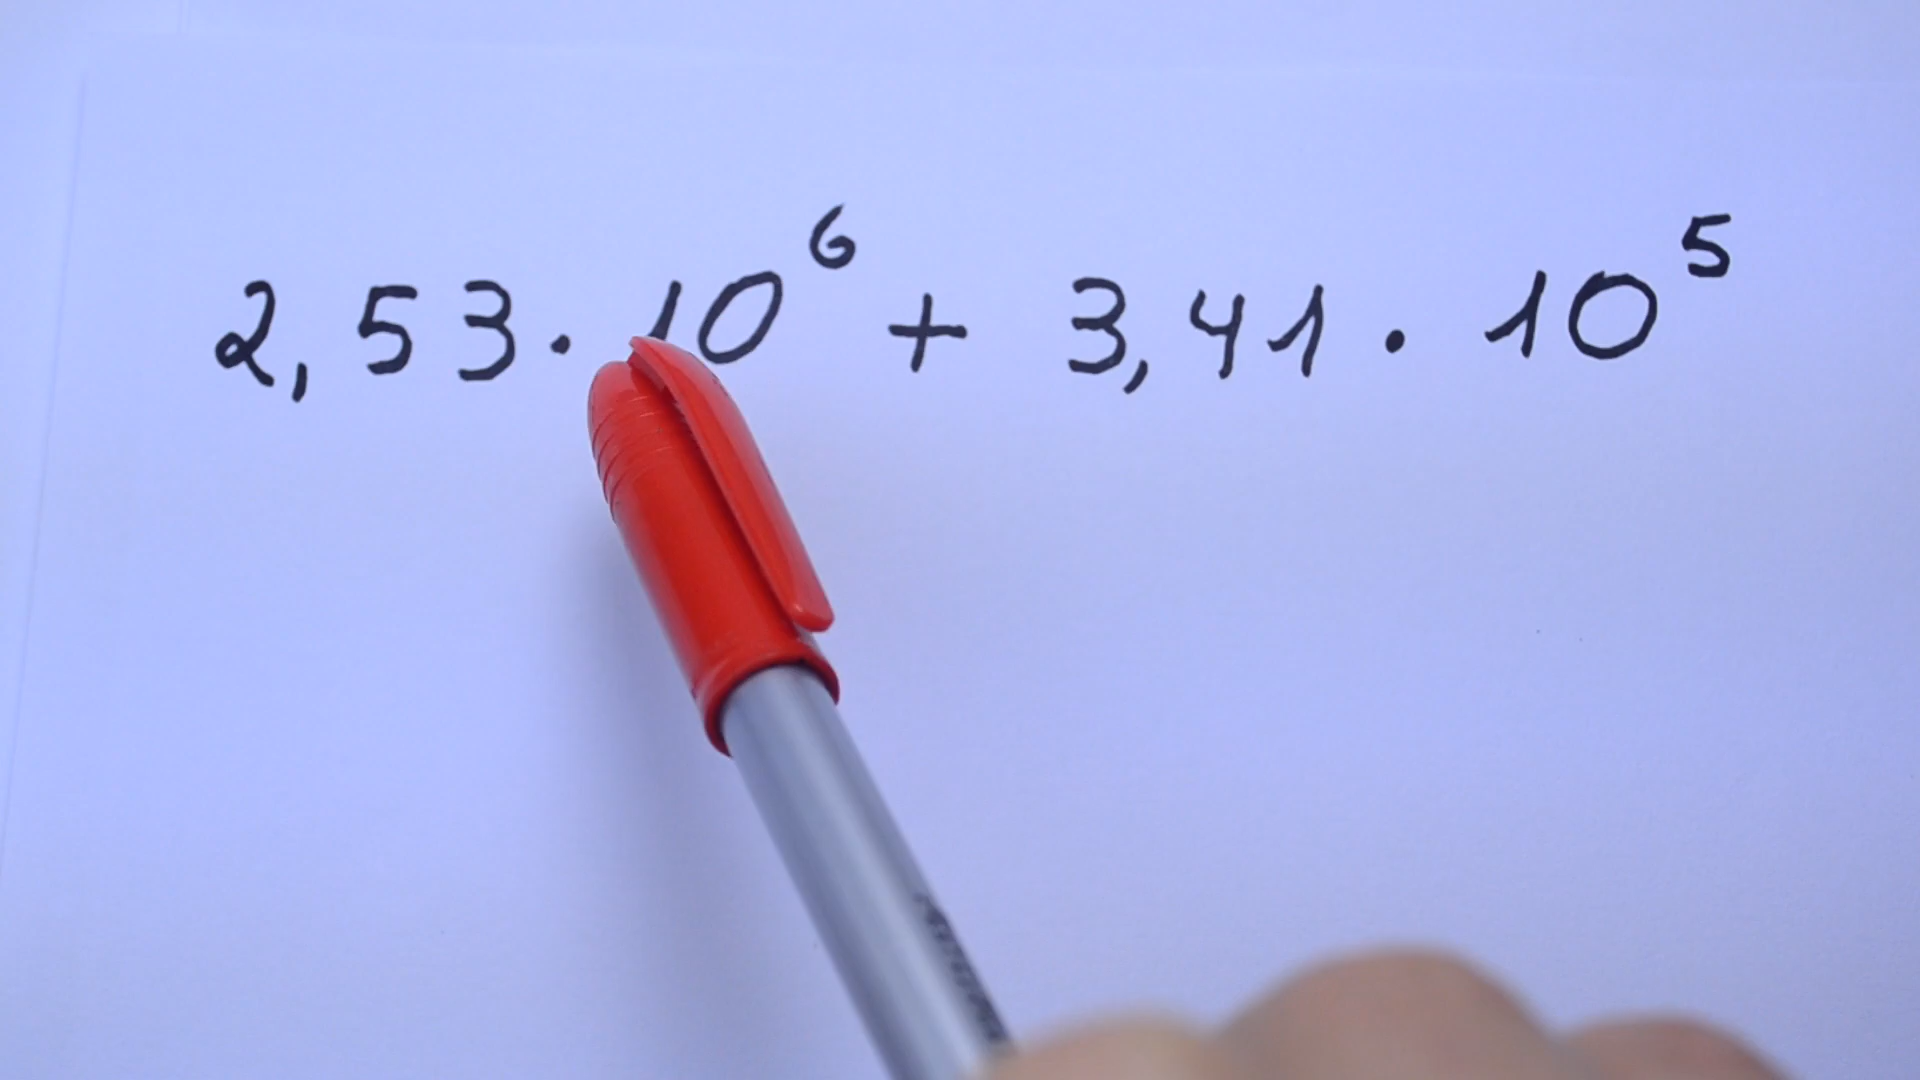 2,53 · 10⁶ + 3,41 · 10⁵